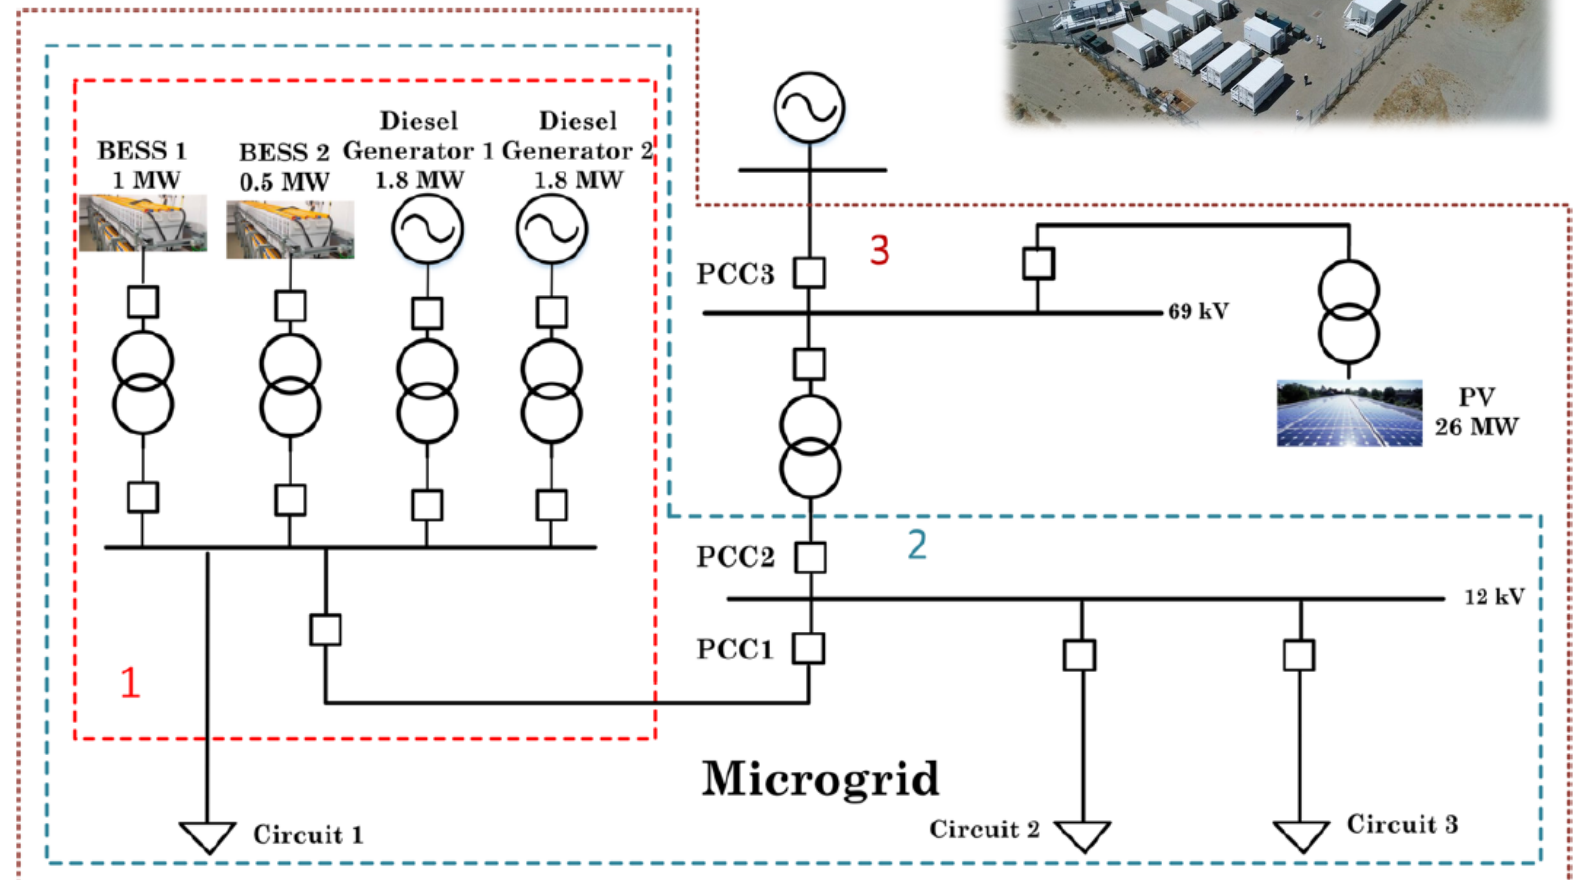 BESS 1
1 MW
BESS 2
0.5 MW
Diesel
Generator 1
1.8 MW
Diesel
Generator 2
1.8 MW
3
PCC3
69 kV
PV
26 MW
2
PCC2
12 kV
PCC1
1
Microgrid
Circuit 1
Circuit 2
Circuit 3